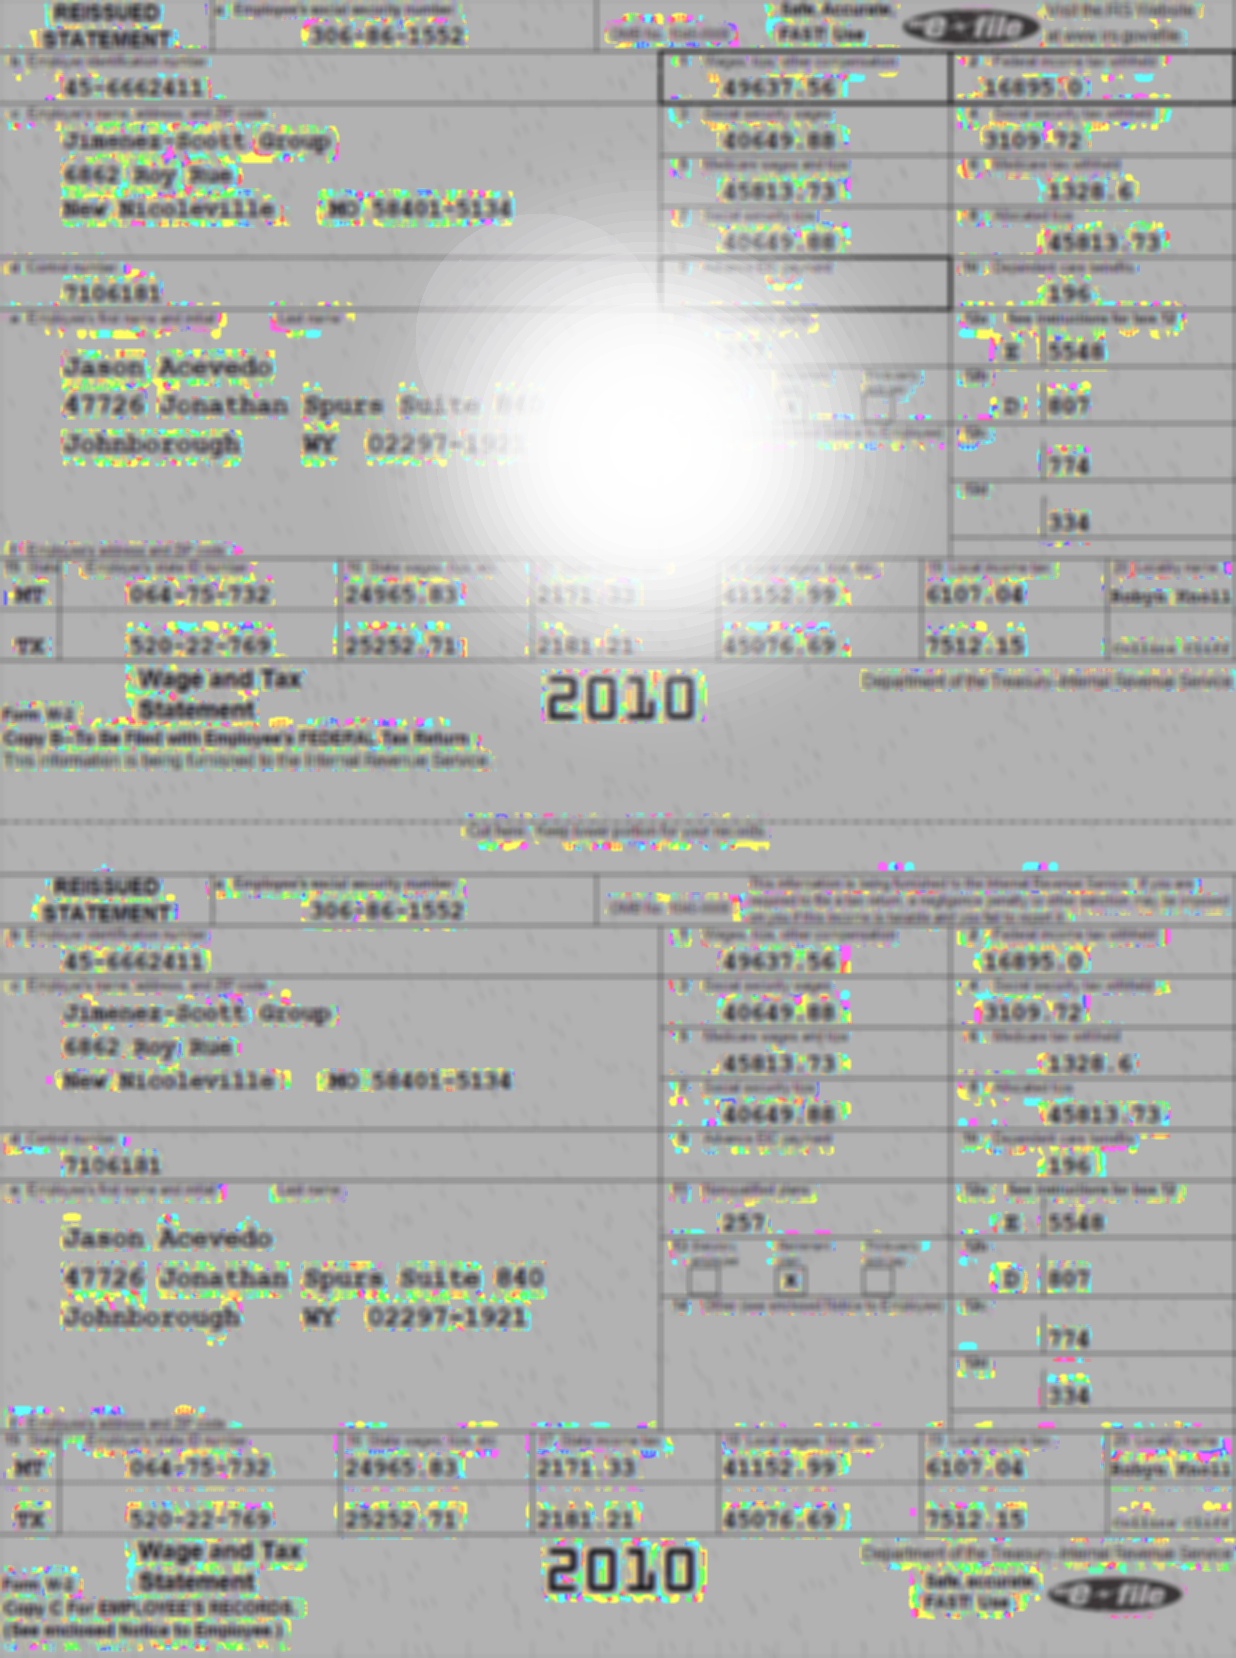 REISSUED STATEMENT
a Employee's social security number
306-86-1552
OMB No. 1545-0008
Safe, Accurate, FAST! Use
e-file
Visit the IRS Website at www.irs.gov/efile.
b Employer identification number
45-6662411
1 Wages, tips, other compensation
49637.56
2 Federal income tax withheld
16895.0
c Employer's name, address, and ZIP code
Jimenez-Scott Group
6862 Roy Rue
New Nicoleville MO 58401-5134
3 Social security wages
40649.88
4 Social security tax withheld
3109.72
5 Medicare wages and tips
45813.73
6 Medicare tax withheld
1328.6
7 Social security tips
40649.88
8 Allocated tips
45813.73
d Control number
7106181
9 Advance EIC payment
10 Dependent care benefits
196
e Employee's first name and initial Last name
Jason Acevedo
47726 Jonathan Spurs Suite 840
Johnborough WY 02297-1921
12a See instructions for box 12
E 5548
12b
D 807
774
12d
334
f Employee's address and ZIP code
15 State Employer's state ID number 16 State wages, tips, etc. 19 Local income tax 20 Locality name
MT 064-75-732 24965.83 2171.33 41152.99 6107.04 Robyn Knoll
TX 520-22-769 25252.71 2181.21 45076.69 7512.15
Form W-2 Wage and Tax Statement
2010
Department of the Treasury-Internal Revenue Service
Copy B-To Be Filed with Employee's FEDERAL Tax Return.
This information is being furnished to the Internal Revenue Service.
Cut here. Keep lower portion for your records.
REISSUED STATEMENT
a Employee's social security number
306-86-1552
OMB No. 1545-0008
This information is being furnished to the Internal Revenue Service. If you are
required to file a tax return, a negligence penalty or other sanction may be imposed
on you if this income is taxable and you fail to report it.
b Employer identification number
45-6662411
1 Wages, tips, other compensation
49637.56
2 Federal income tax withheld
16895.0
c Employer's name, address, and ZIP code
Jimenez-Scott Group
6862 Roy Rue
New Nicoleville MO 58401-5134
3 Social security wages
40649.88
4 Social security tax withheld
3109.72
5 Medicare wages and tips
45813.73
6 Medicare tax withheld
1328.6
7 Social security tips
40649.88
8 Allocated tips
45813.73
d Control number
7106181
9 Advance EIC payment
10 Dependent care benefits
196
e Employee's first name and initial Last name
Jason Acevedo
47726 Jonathan Spurs Suite 840
Johnborough WY 02297-1921
11 Nonqualified plans
257
12a See instructions for box 12
E 5548
13 Statutory employee Retirement plan Third-party sick pay
X
12b
D 807
14 Other (see enclosed Notice to Employee)
774
12d
334
f Employee's address and ZIP code
15 State Employer's state ID number 16 State wages, tips, etc. 17 State income tax 18 Local wages, tips, etc. 19 Local income tax 20 Locality name
MT 064-75-732 24965.83 2171.33 41152.99 6107.04 Robyn Knoll
TX 520-22-769 25252.71 2181.21 45076.69 7512.15
Form W-2 Wage and Tax Statement
2010
Department of the Treasury-Internal Revenue Service
Copy C For EMPLOYEE'S RECORDS.
(See enclosed Notice to Employee.)
Safe, accurate, FAST! Use
e-file